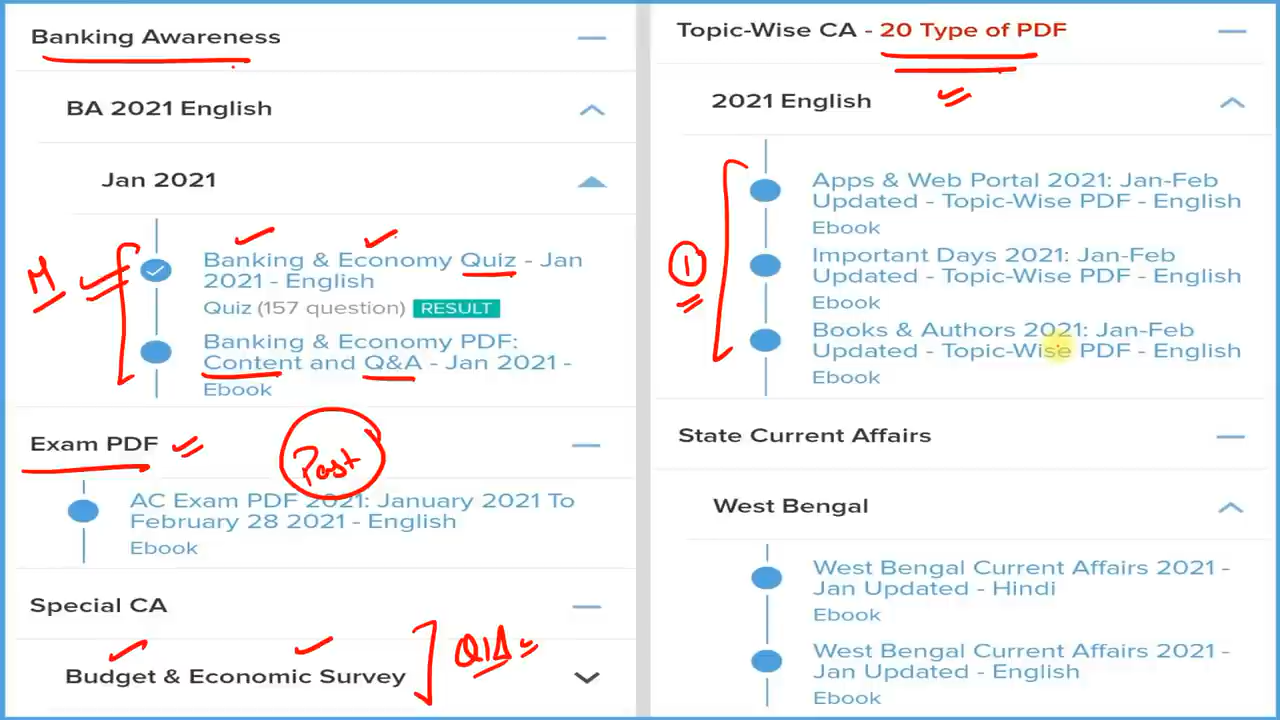 Banking Awareness
BA 2021 English
Jan 2021
Banking & Economy Quiz - Jan
2021 - English
Quiz (157 question) RESULT
Banking & Economy PDF:
Content and Q&A - Jan 2021 -
Ebook
M
Exam PDF
Past
AC Exam PDF 2021: January 2021 To
February 28 2021 - English
Ebook
Special CA
Budget & Economic Survey
Topic-Wise CA - 20 Type of PDF
2021 English
1
Apps & Web Portal 2021: Jan-Feb
Updated - Topic-Wise PDF - English
Ebook
Important Days 2021: Jan-Feb
Updated - Topic-Wise PDF - English
Ebook
Books & Authors 2021: Jan-Feb
Updated - Topic-Wise PDF - English
Ebook
State Current Affairs
West Bengal
West Bengal Current Affairs 2021 -
Jan Updated - Hindi
Ebook
West Bengal Current Affairs 2021 -
Jan Updated - English
Ebook